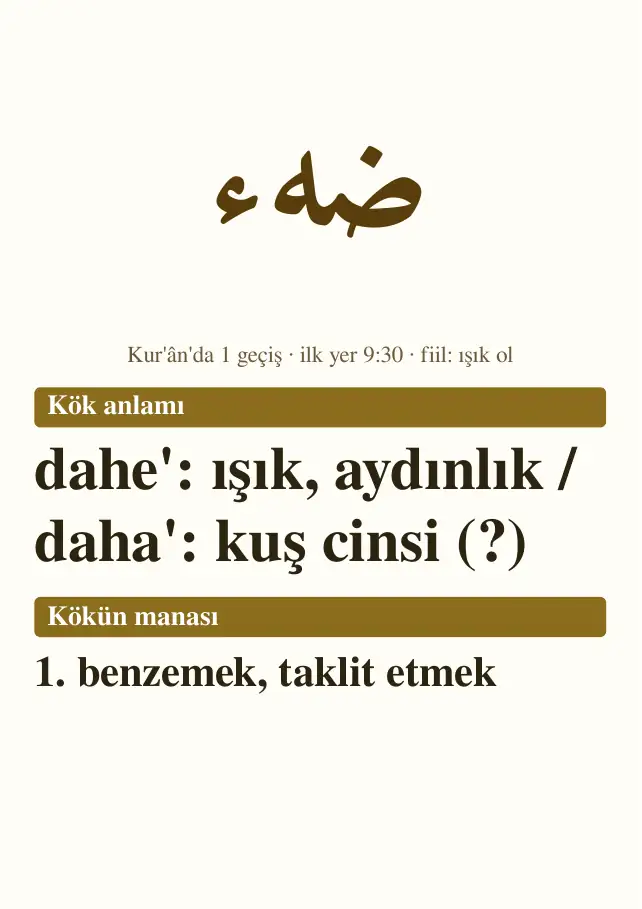 ضهء
Kur'ân'da 1 geçiş · ilk yer 9:30 · fiil: ışık ol
Kök anlamı
dahe': ışık, aydınlık /
daha': kuş cinsi (?)
Kökün manası
1. benzemek, taklit etmek